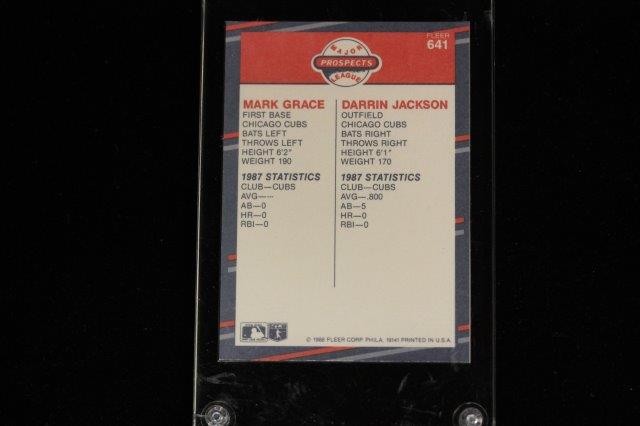 FLEER
641
MAJOR
PROSPECTS
LEAGUE
MARK GRACE
FIRST BASE
CHICAGO CUBS
BATS LEFT
THROWS LEFT
HEIGHT 6'2"
WEIGHT 190
1987 STATISTICS
CLUB—CUBS
AVG—---
AB—0
HR—0
RBI—0
DARRIN JACKSON
OUTFIELD
CHICAGO CUBS
BATS RIGHT
THROWS RIGHT
HEIGHT 6'1"
WEIGHT 170
1987 STATISTICS
CLUB—CUBS
AVG—.800
AB—5
HR—0
RBI—0
© 1988 FLEER CORP. PHILA. 19141 PRINTED IN U.S.A.